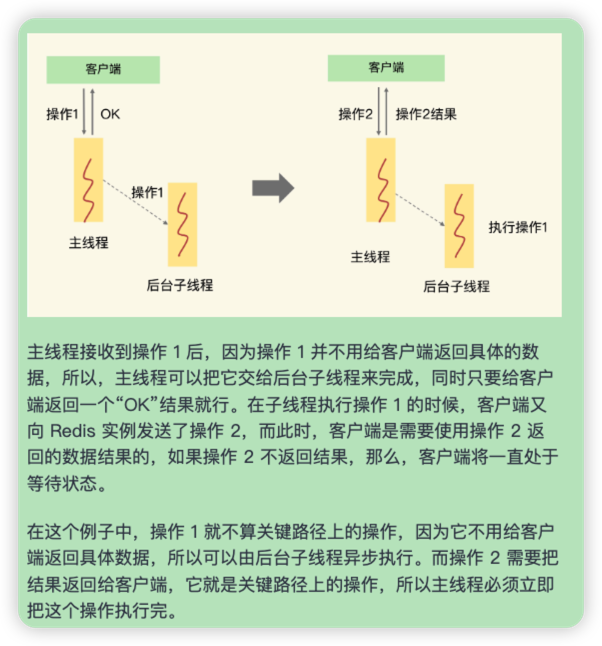 客户端
操作1
OK
操作1
主线程
后台子线程
客户端
操作2
操作2结果
执行操作1
主线程
后台子线程
主线程接收到操作 1 后，因为操作 1 并不用给客户端返回具体的数
据，所以，主线程可以把它交给后台子线程来完成，同时只要给客户
端返回一个“OK”结果就行。在子线程执行操作 1 的时候，客户端又
向 Redis 实例发送了操作 2，而此时，客户端是需要使用操作 2 返
回的数据结果的，如果操作 2 不返回结果，那么，客户端将一直处于
等待状态。
在这个例子中，操作 1 就不算关键路径上的操作，因为它不用给客户
端返回具体数据，所以可以由后台子线程异步执行。而操作 2 需要把
结果返回给客户端，它就是关键路径上的操作，所以主线程必须立即
把这个操作执行完。